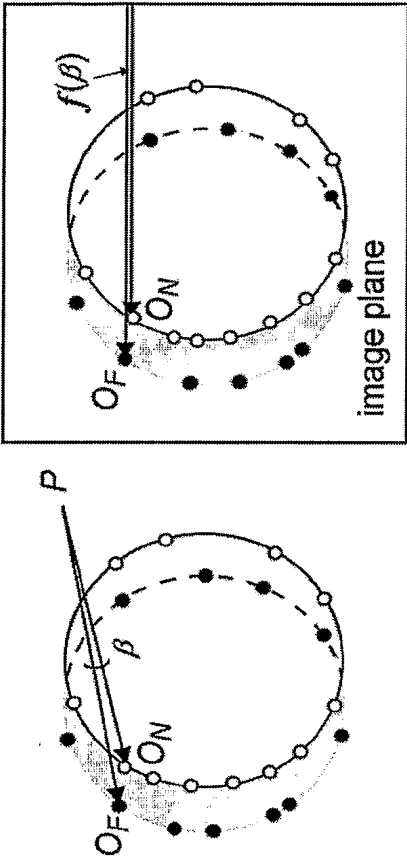 P
β
O_F
O_N
f(β)
O_F
O_N
image plane